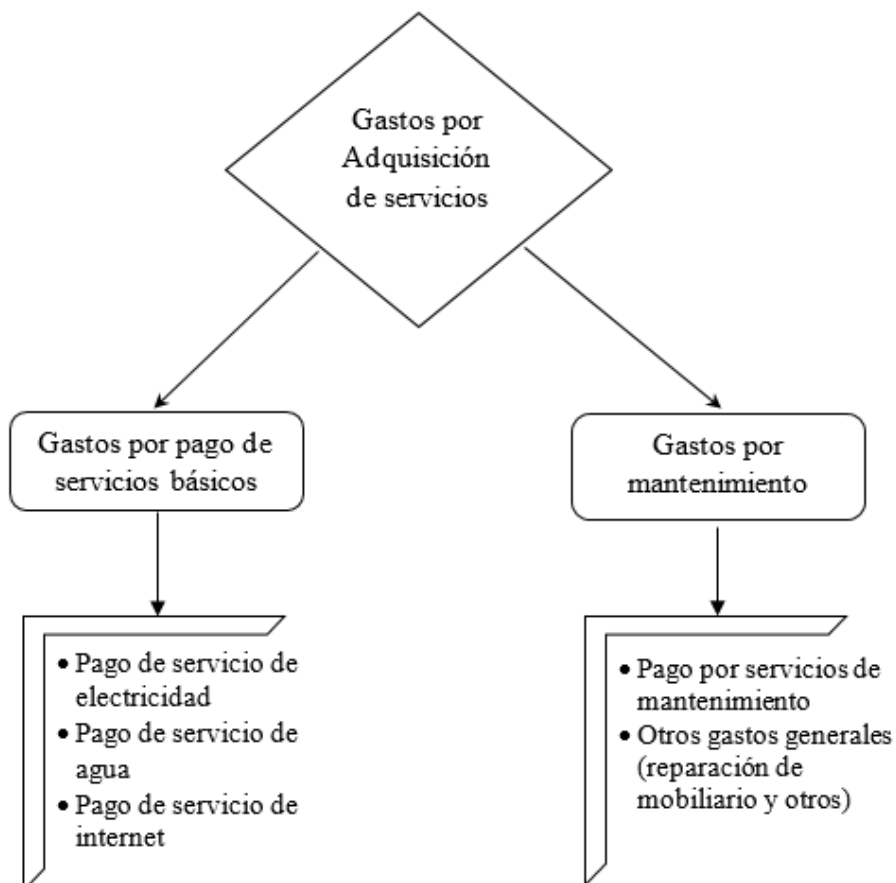 Gastos por
Adquisición
de servicios
Gastos por pago de
servicios básicos
Gastos por
mantenimiento
• Pago de servicio de
electricidad
• Pago de servicio de
agua
• Pago de servicio de
internet
• Pago por servicios de
mantenimiento
• Otros gastos generales
(reparación de
mobiliario y otros)